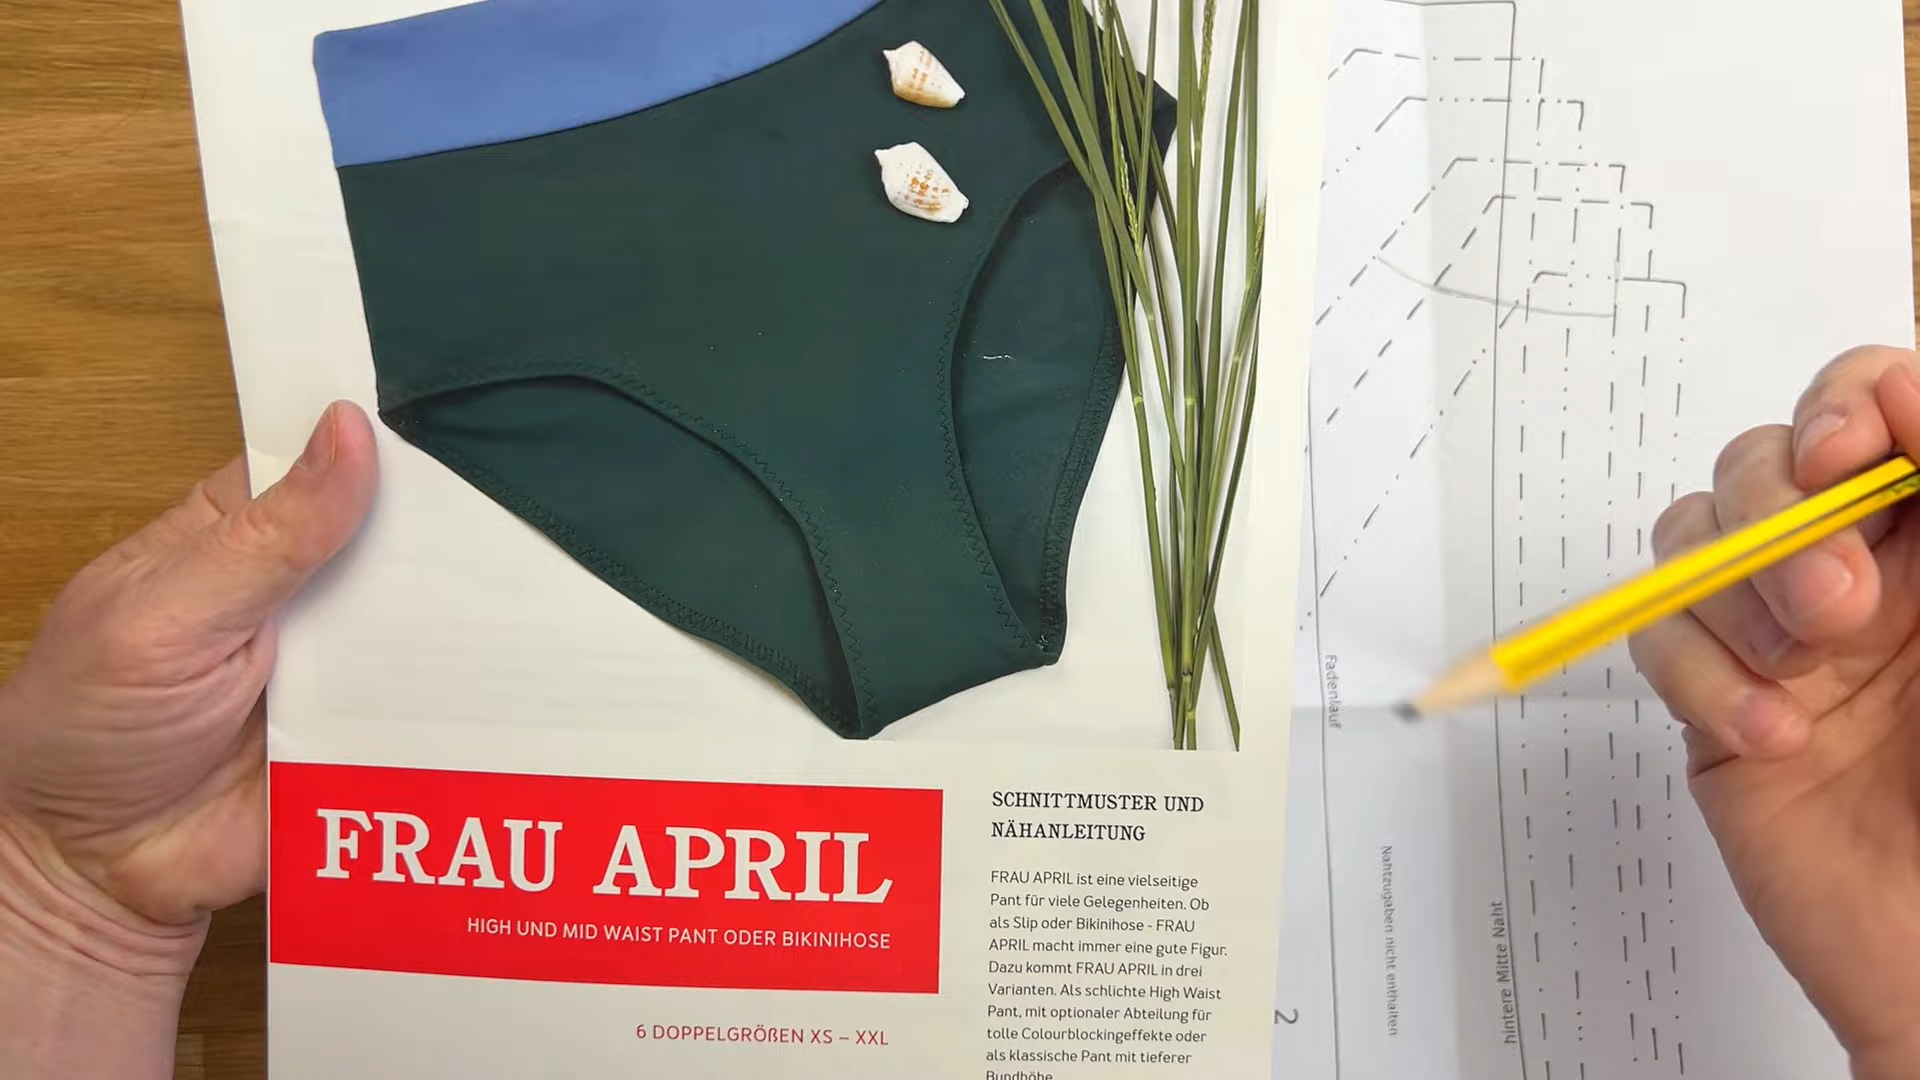 FRAU APRIL
HIGH UND MID WAIST PANT ODER BIKINIHOSE
6 DOPPELGRÖßEN XS – XXL
SCHNITTMUSTER UND
NÄHANLEITUNG
FRAU APRIL ist eine vielseitige
Pant für viele Gelegenheiten. Ob
als Slip oder Bikinihose - FRAU
APRIL macht immer eine gute Figur.
Dazu kommt FRAU APRIL in drei
Varianten. Als schlichte High Waist
Pant, mit optionaler Abteilung für
tolle Colourblockingeffekte oder
als klassische Pant mit tieferer
Bundhöhe
Fadenlauf
Nahtzugaben nicht enthalten
hintere Mitte Naht
2